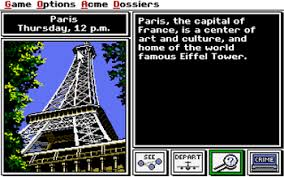 Game Options Acme Dossiers
Paris
Thursday, 12 p.m.
Paris, the capital of
France, is a center of
art and culture, and
home of the world
famous Eiffel Tower.
SEE
DEPART
CRIME